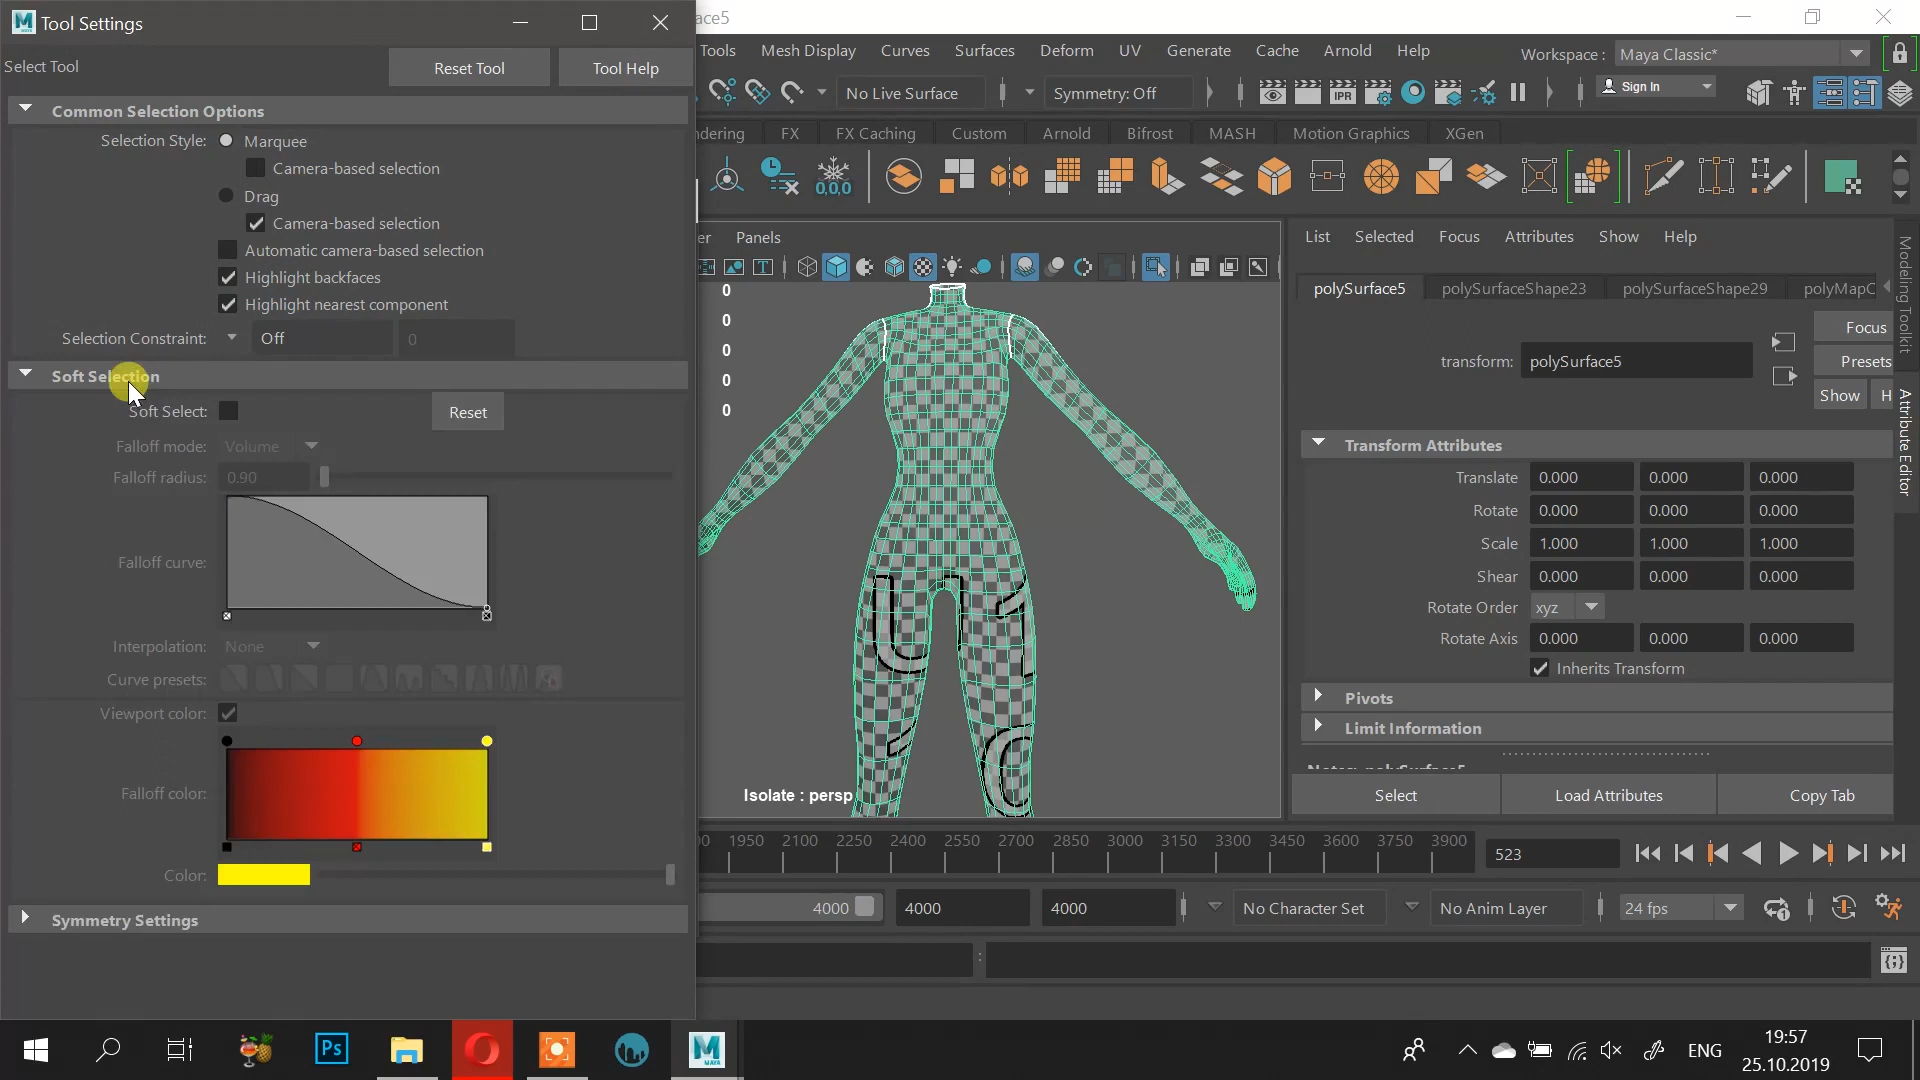 Tool Settings
ace5
Select Tool
Reset Tool
Tool Help
Tools
Mesh Display
Curves
Surfaces
Deform
UV
Generate
Cache
Arnold
Help
Workspace :
Maya Classic*
No Live Surface
Symmetry: Off
IPR
Sign In
dering
FX
FX Caching
Custom
Arnold
Bifrost
MASH
Motion Graphics
XGen
0,0,0
Common Selection Options
Selection Style:
Marquee
Camera-based selection
Drag
Camera-based selection
Automatic camera-based selection
Highlight backfaces
Highlight nearest component
Selection Constraint:
Off
0
Soft Selection
Soft Select:
Reset
Falloff mode:
Volume
Falloff radius:
0.90
Falloff curve:
Interpolation:
None
Curve presets:
Viewport color:
Falloff color:
Color:
Symmetry Settings
er
Panels
0
0
0
0
0
Isolate : persp
List
Selected
Focus
Attributes
Show
Help
polySurface5
polySurfaceShape23
polySurfaceShape29
polyMapC
transform:
polySurface5
Focus
Presets
Show
H
Transform Attributes
Translate
0.000
0.000
0.000
Rotate
0.000
0.000
0.000
Scale
1.000
1.000
1.000
Shear
0.000
0.000
0.000
Rotate Order
xyz
Rotate Axis
0.000
0.000
0.000
Inherits Transform
Pivots
Limit Information
Select
Load Attributes
Copy Tab
Modeling Toolkit
Attribute Editor
1950
2100
2250
2400
2550
2700
2850
3000
3150
3300
3450
3600
3750
3900
523
4000
4000
4000
No Character Set
No Anim Layer
24 fps
Ps
M
MAYA
ENG
19:57
25.10.2019